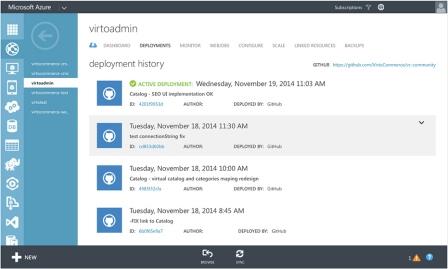 Microsoft Azure
Subscriptions
virtoadmin
DASHBOARD DEPLOYMENTS MONITOR WEBJOBS CONFIGURE SCALE LINKED RESOURCES BACKUPS
virtoadmin
deployment history
GITHUB https://github.com/VirtoCommerce/vc-community
ACTIVE DEPLOYMENT: Wednesday, November 19, 2014 11:03 AM
Catalog - SEO UI implementation OK
ID: AUTHOR: DEPLOYED BY: GitHub
Tuesday, November 18, 2014 11:30 AM
test connectionString fix
ID: AUTHOR: DEPLOYED BY: GitHub
Tuesday, November 18, 2014 10:00 AM
Catalog - virtual catalog and categories maping redesign
ID: AUTHOR: DEPLOYED BY: GitHub
Tuesday, November 18, 2014 8:45 AM
-FIX link to Catalog
ID: AUTHOR: DEPLOYED BY: GitHub
NEW
BROWSE
SYNC
1
?